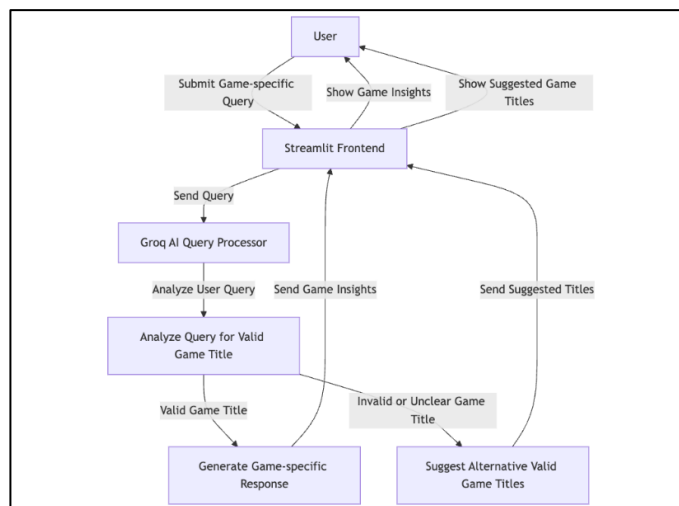 User
Submit Game-specific
Query
Show Game Insights
Show Suggested Game
Titles
Streamlit Frontend
Send Query
Groq AI Query Processor
Analyze User Query
Send Game Insights
Send Suggested Titles
Analyze Query for Valid
Game Title
Valid Game Title
Invalid or Unclear Game
Title
Generate Game-specific
Response
Suggest Alternative Valid
Game Titles